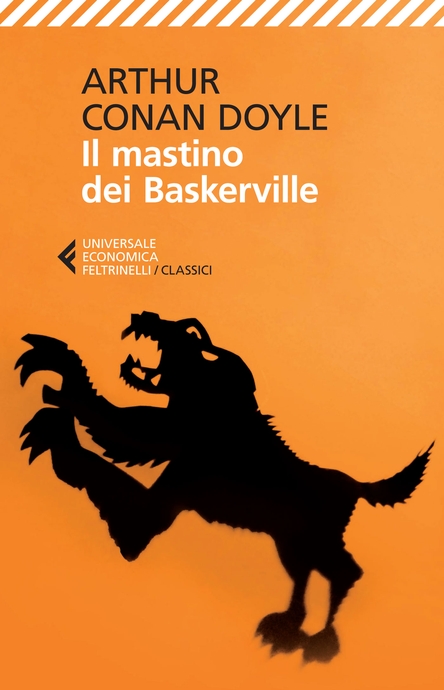 ARTHUR
CONAN DOYLE
Il mastino
dei Baskerville
UNIVERSALE
ECONOMICA
FELTRINELLI / CLASSICI